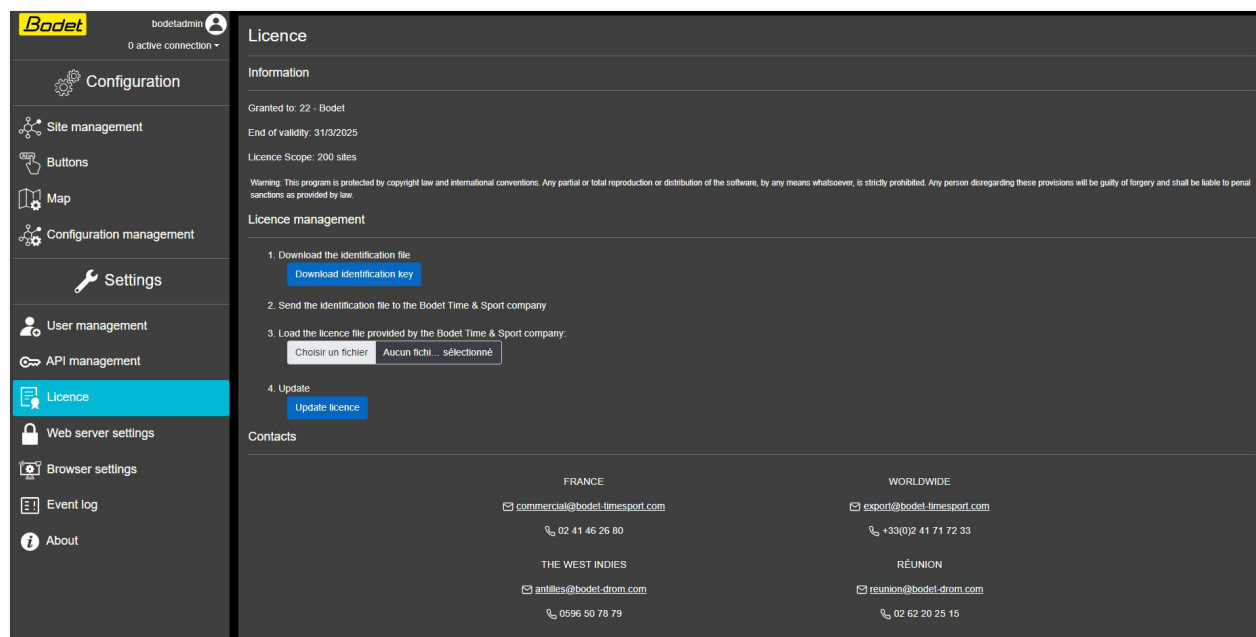 Bodet
bodetadmin
0 active connection
Configuration
Site management
Buttons
Map
Configuration management
Settings
User management
API management
Licence
Web server settings
Browser settings
Event log
About
Licence
Information
Granted to: 22 - Bodet
End of validity: 31/3/2025
Licence Scope: 200 sites
Warning: This program is protected by copyright law and international conventions. Any partial or total reproduction or distribution of the software, by any means whatsoever, is strictly prohibited. Any person disregarding these provisions will be guilty of forgery and shall be liable to penal
sanctions as provided by law.
Licence management
1. Download the identification file
Download identification key
2. Send the identification file to the Bodet Time & Sport company
3. Load the licence file provided by the Bodet Time & Sport company:
Choisir un fichier Aucun fichi... sélectionné
4. Update
Update licence
Contacts
FRANCE
commercial@bodet-timesport.com
02 41 46 26 80
WORLDWIDE
export@bodet-timesport.com
+33(0)2 41 71 72 33
THE WEST INDIES
antilles@bodet-drom.com
0596 50 78 79
RÉUNION
reunion@bodet-drom.com
02 62 20 25 15